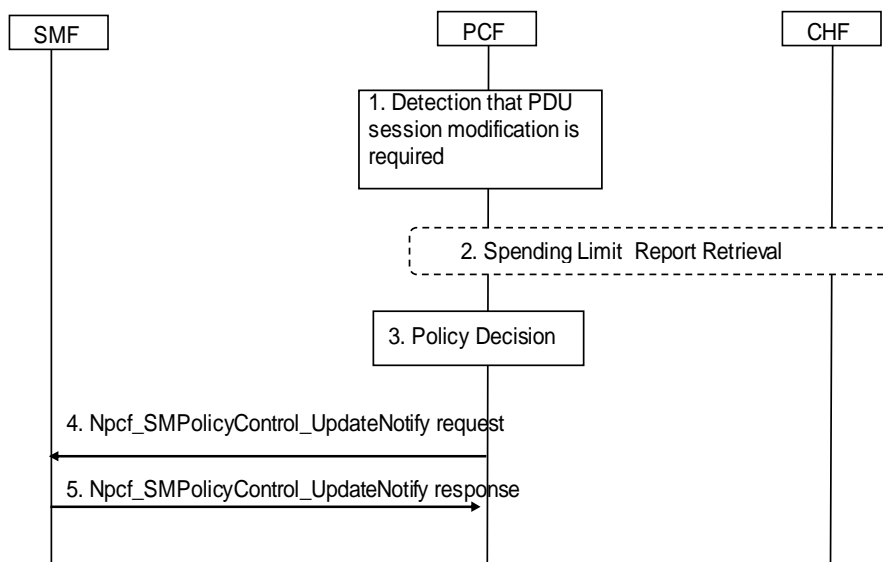 SMF
PCF
CHF
1. Detection that PDU
session modification is
required
2. Spending Limit Report Retrieval
3. Policy Decision
4. Npcf_SMPolicyControl_UpdateNotify request
5. Npcf_SMPolicyControl_UpdateNotify response